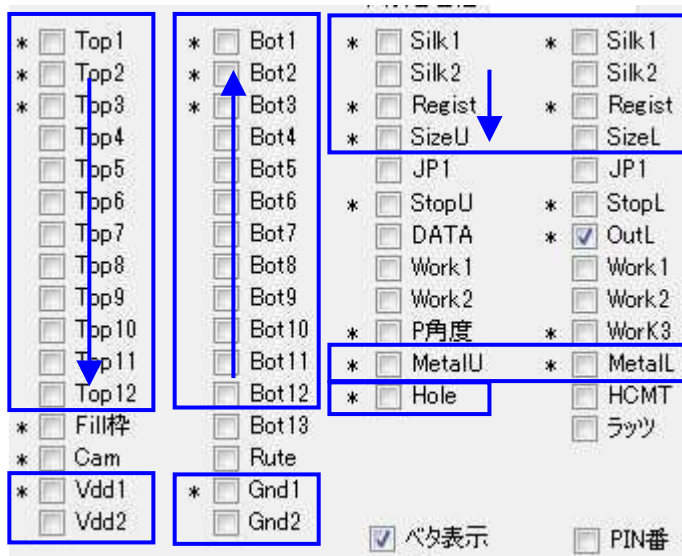 * Top1
* Top2
* Top3
Top4
Top5
Top6
Top7
Top8
Top9
Top10
Top11
Top12
* Fill枠
* Cam
* Vdd1
Vdd2
* Bot1
* Bot2
* Bot3
Bot4
Bot5
Bot6
Bot7
Bot8
Bot9
Bot10
Bot11
Bot12
Bot13
Rute
* Gnd1
Gnd2
* Silk1
Silk2
* Regist
* SizeU
JP1
* StopU
DATA
Work1
Work2
* P角度
* MetalU
* Hole
ベタ表示
* Silk1
Silk2
* Regist
SizeL
JP1
* StopL
* OutL
Work1
Work2
* WorK3
* MetalL
HCMT
ラッツ
PIN番